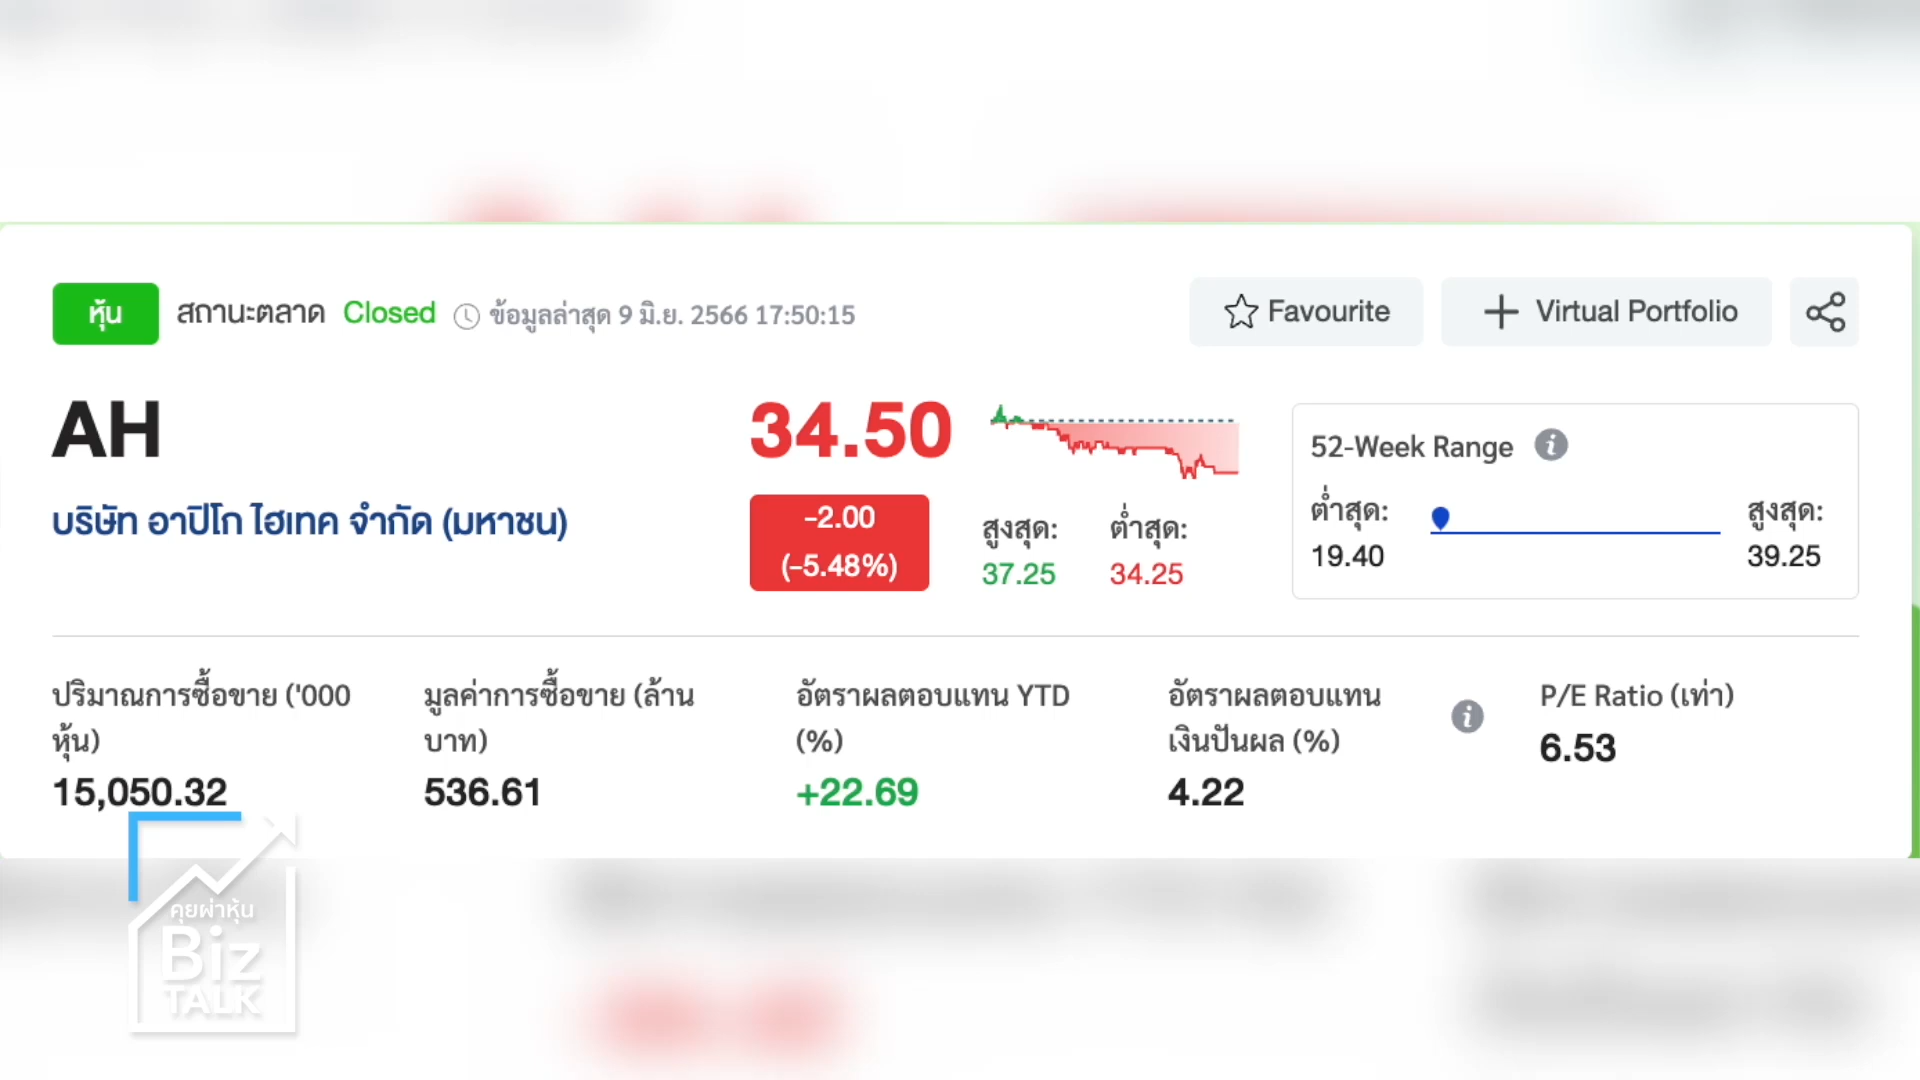 หุ้น สถานะตลาด Closed ข้อมูลล่าสุด 9 มิ.ย. 2566 17:50:15
Favourite
Virtual Portfolio
AH
บริษัท อาปิโก ไฮเทค จำกัด (มหาชน)
34.50
-2.00
(-5.48%)
สูงสุด:
37.25
ต่ำสุด:
34.25
52-Week Range
ต่ำสุด:
19.40
สูงสุด:
39.25
ปริมาณการซื้อขาย ('000
หุ้น)
15,050.32
มูลค่าการซื้อขาย (ล้าน
บาท)
536.61
อัตราผลตอบแทน YTD
(%)
+22.69
อัตราผลตอบแทน
เงินปันผล (%)
4.22
P/E Ratio (เท่า)
6.53
คุยผ่าหุ้น
Biz
TALK